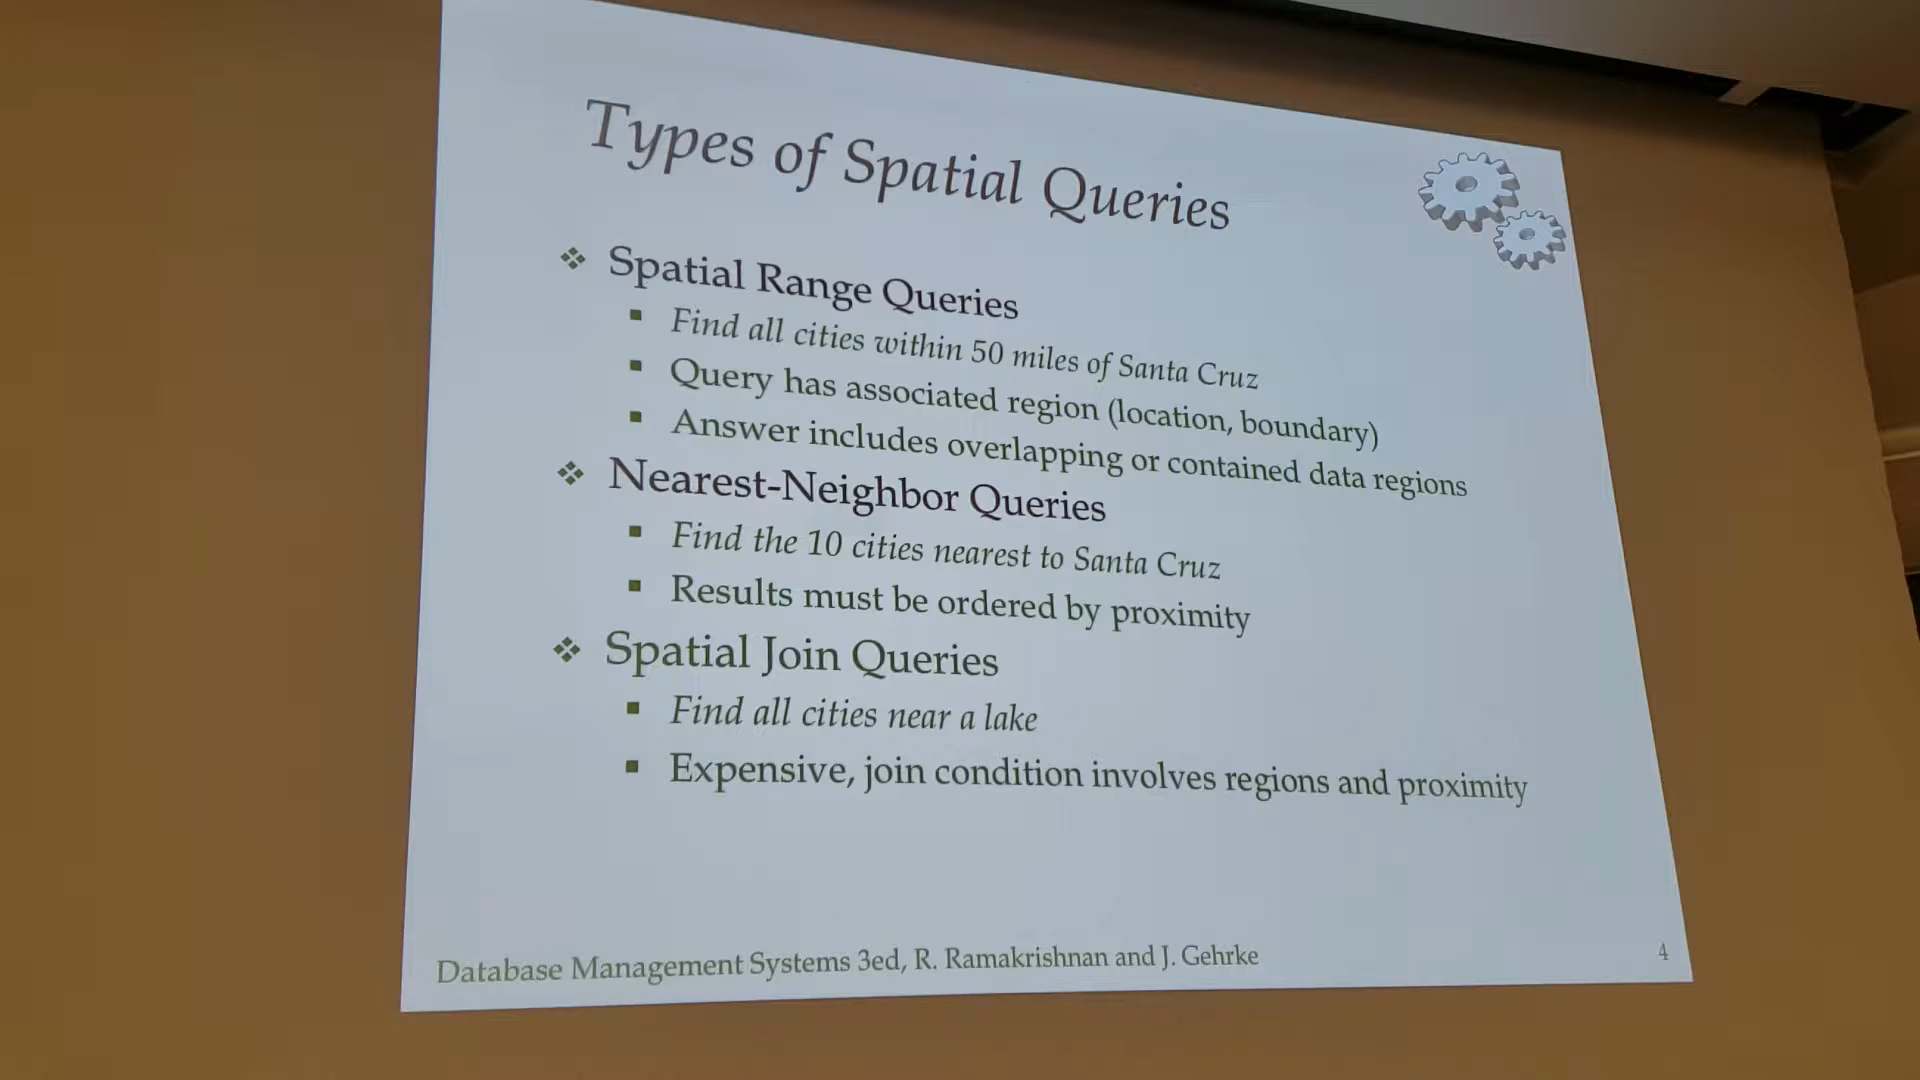 Types of Spatial Queries
Spatial Range Queries
Find all cities within 50 miles of Santa Cruz
Query has associated region (location, boundary)
Answer includes overlapping or contained data regions
Nearest-Neighbor Queries
Find the 10 cities nearest to Santa Cruz
Results must be ordered by proximity
Spatial Join Queries
Find all cities near a lake
Expensive, join condition involves regions and proximity
Database Management Systems 3ed, R. Ramakrishnan and J. Gehrke
4